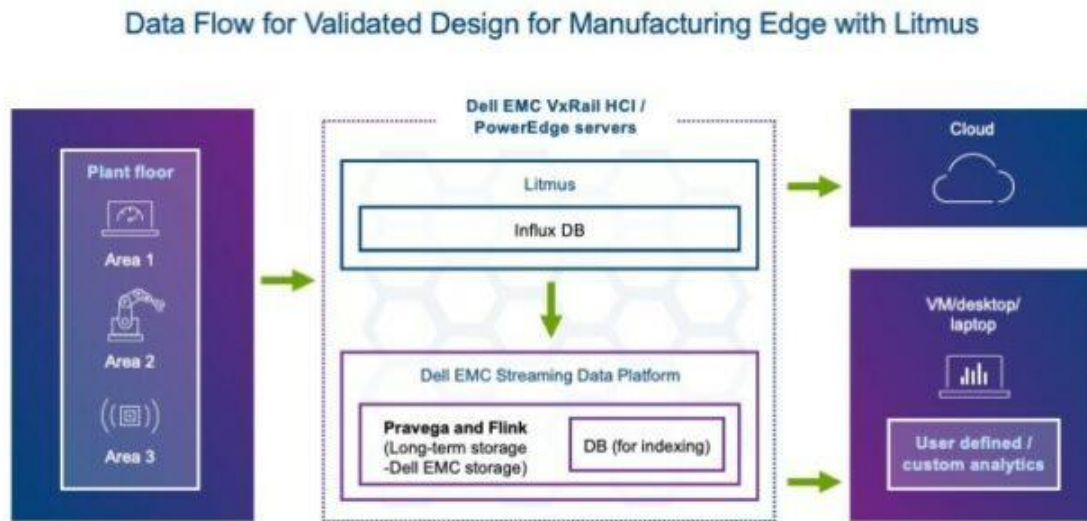 Data Flow for Validated Design for Manufacturing Edge with Litmus
Plant floor
Area 1
Area 2
Area 3
Dell EMC VxRail HCI /
PowerEdge servers
Litmus
Influx DB
Dell EMC Streaming Data Platform
Pravega and Flink
(Long-term storage
-Dell EMC storage)
DB (for indexing)
Cloud
VM/desktop/
laptop
User defined /
custom analytics